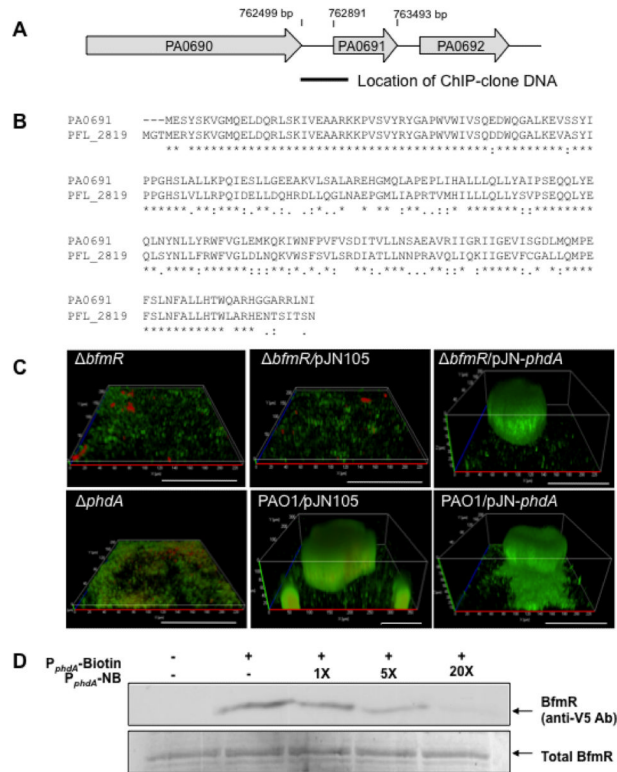 A
762499 bp
762891
763493 bp
PA0690
PA0691
PA0692
Location of ChIP-clone DNA
B
PA0691 ---MESYSKVGMQELDQRLSKIVEAARKKPVSVYRYGAPWVWIVSQEDWQGALKEVSSYI
PFL_2819 MGTMERYSKVGMQELDQRLSKIVEAARKKPVSVYRYGAPWVWIVSQDDWQGALKEVASYI
PA0691 PPGHSLALLKPQIESLLGEEAKVLSALAREHGMQLAPEPLIHALLLQLLYAIPSEQQLYE
PFL_2819 PPGHSLVLLRPQIDELLDQHRDLLQGLNAEPGMLIAPRTVMHILLLQLLYSVPSEQQLYE
PA0691 QLNYNLLYRWFVGLEMKQKIWNFPVFVSDITVLLNSAEAVRIIGRIIGEVISGDLMQMPE
PFL_2819 QLSYNLLFRWFVGLDLNQKVWSFSVLSRDIATLLNNPRAVQLIQKIIGEVFCGALLQMPE
PA0691 FSLNFALLHTWQARHGGARRLNI
PFL_2819 FSLNFALLHTWLARHENTSITSN
C
ΔbfmR
ΔbfmR/pJN105
ΔbfmR/pJN-phdA
ΔphdA
PAO1/pJN105
PAO1/pJN-phdA
D
PphdA-Biotin - + + + +
PphdA-NB - - 1X 5X 20X
BfmR
(anti-V5 Ab)
Total BfmR